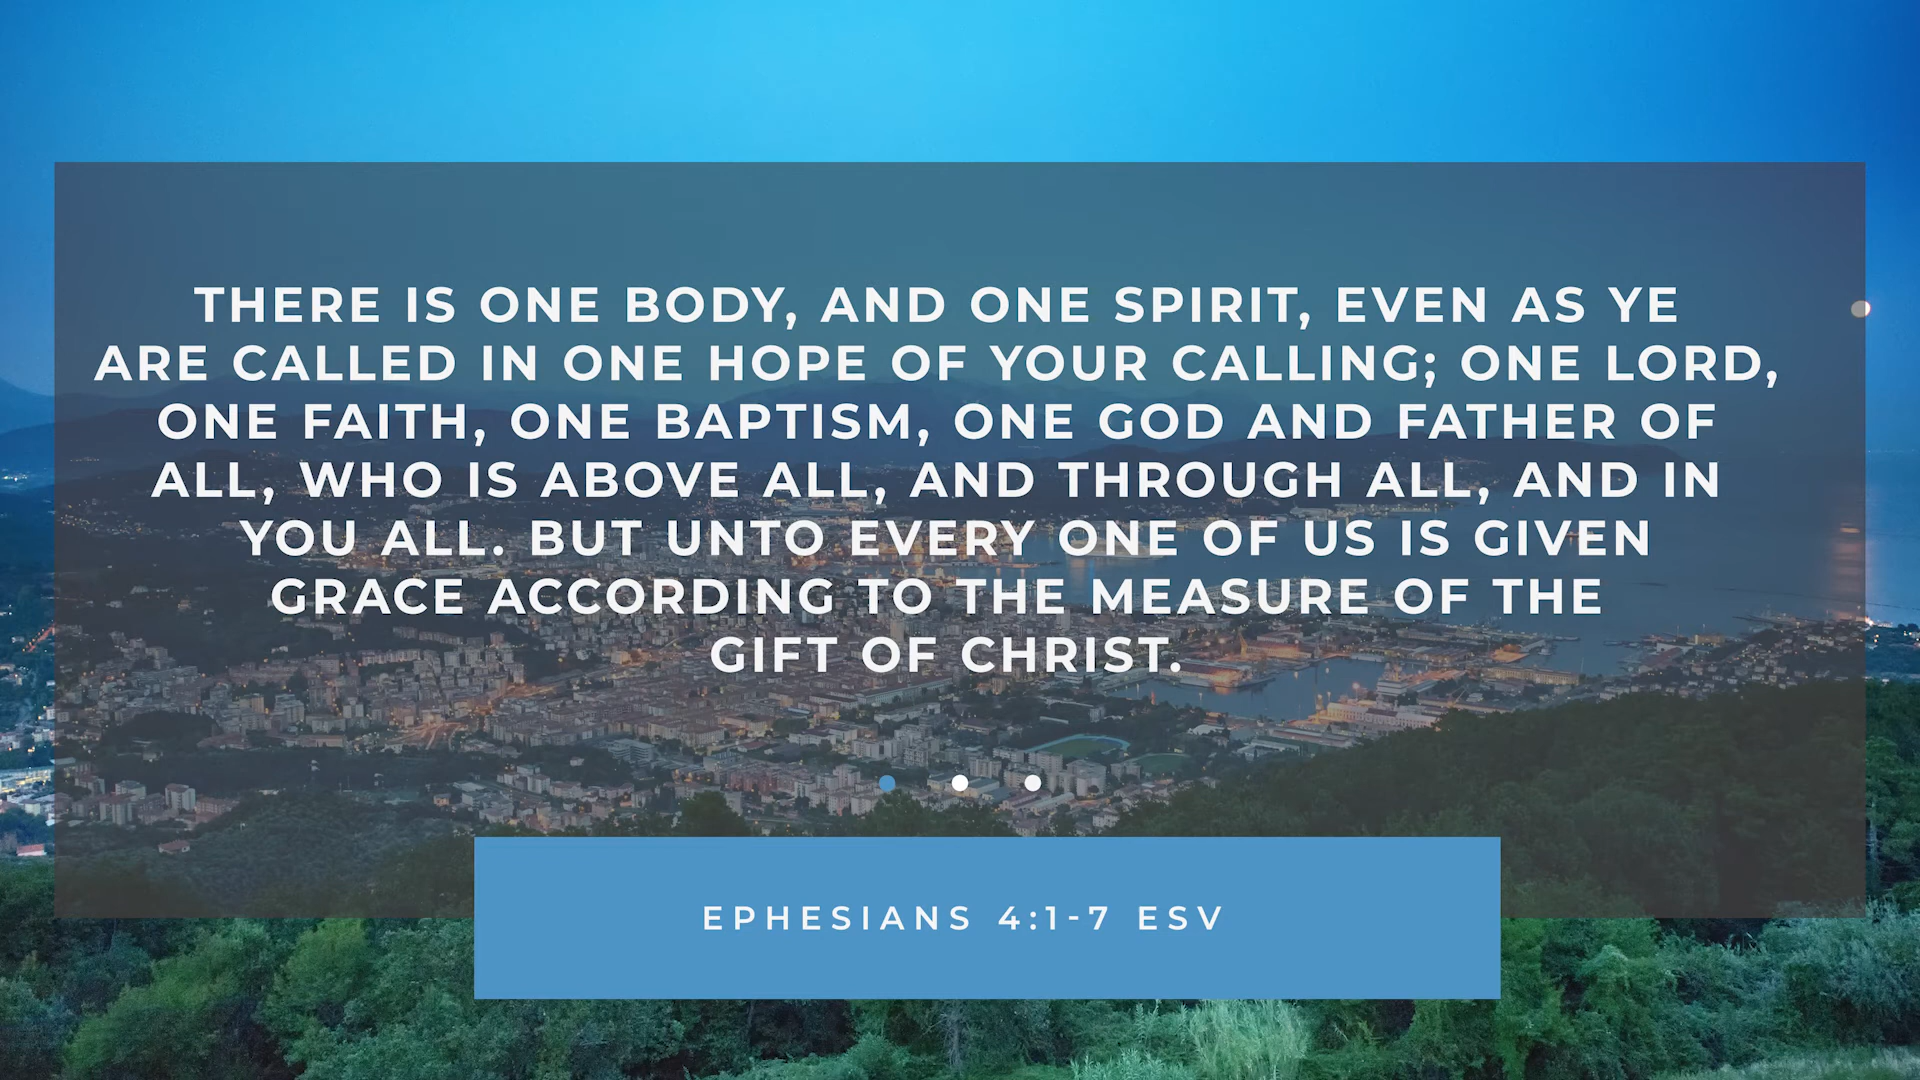 THERE IS ONE BODY, AND ONE SPIRIT, EVEN AS YE
ARE CALLED IN ONE HOPE OF YOUR CALLING; ONE LORD,
ONE FAITH, ONE BAPTISM, ONE GOD AND FATHER OF
ALL, WHO IS ABOVE ALL, AND THROUGH ALL, AND IN
YOU ALL. BUT UNTO EVERY ONE OF US IS GIVEN
GRACE ACCORDING TO THE MEASURE OF THE
GIFT OF CHRIST.
EPHESIANS 4:1-7 ESV